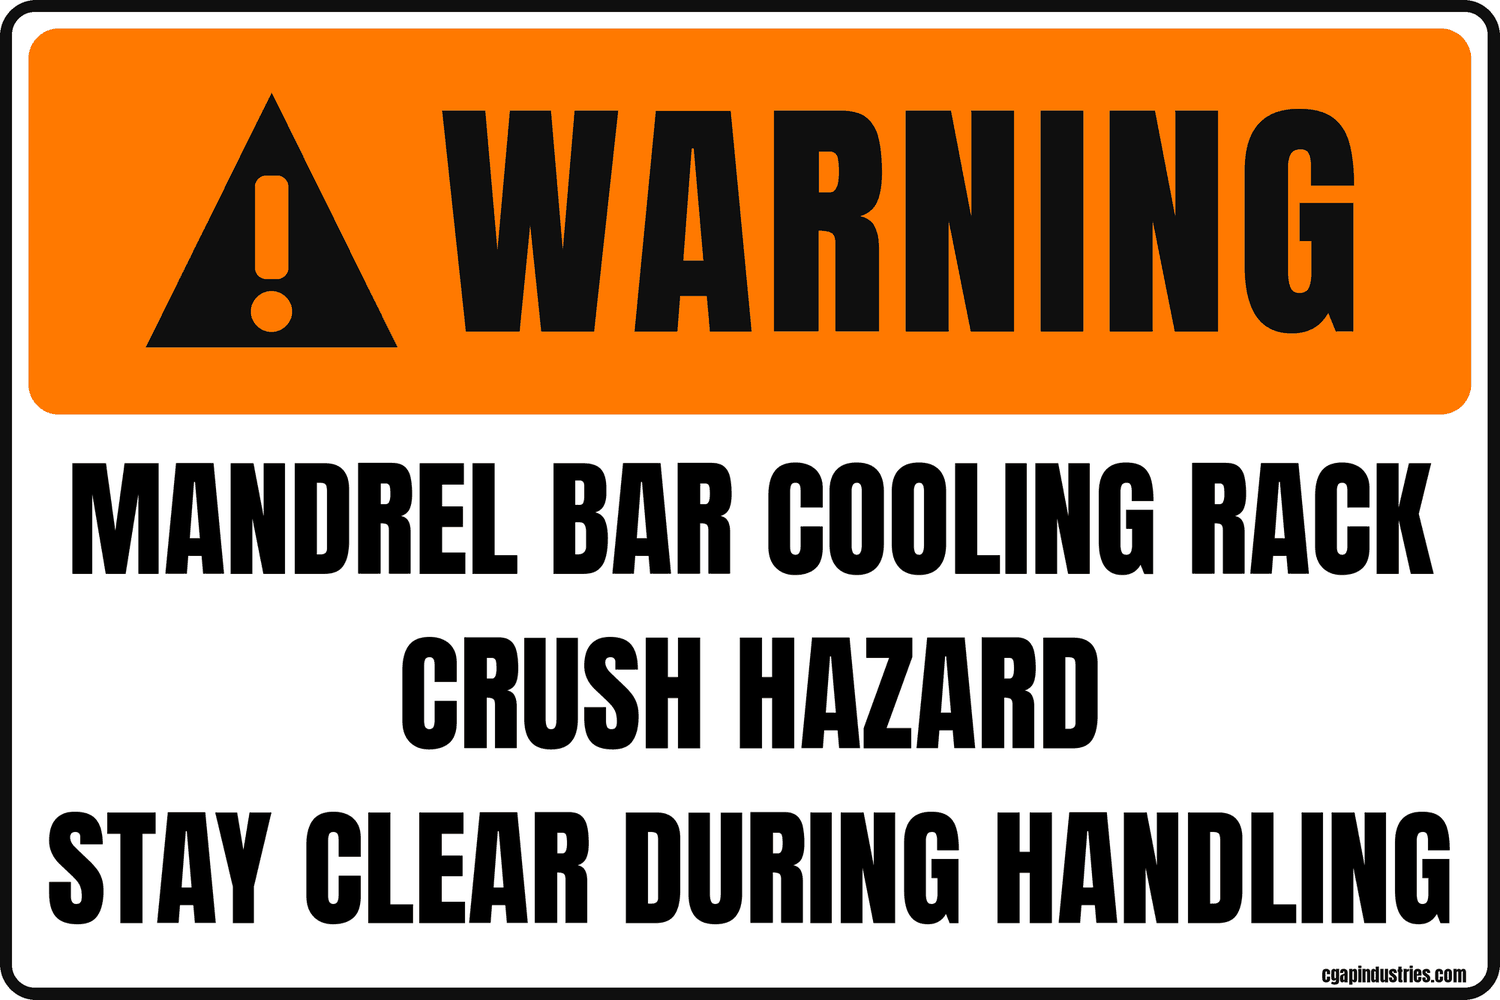 WARNING
MANDREL BAR COOLING RACK
CRUSH HAZARD
STAY CLEAR DURING HANDLING
cgapindustries.com